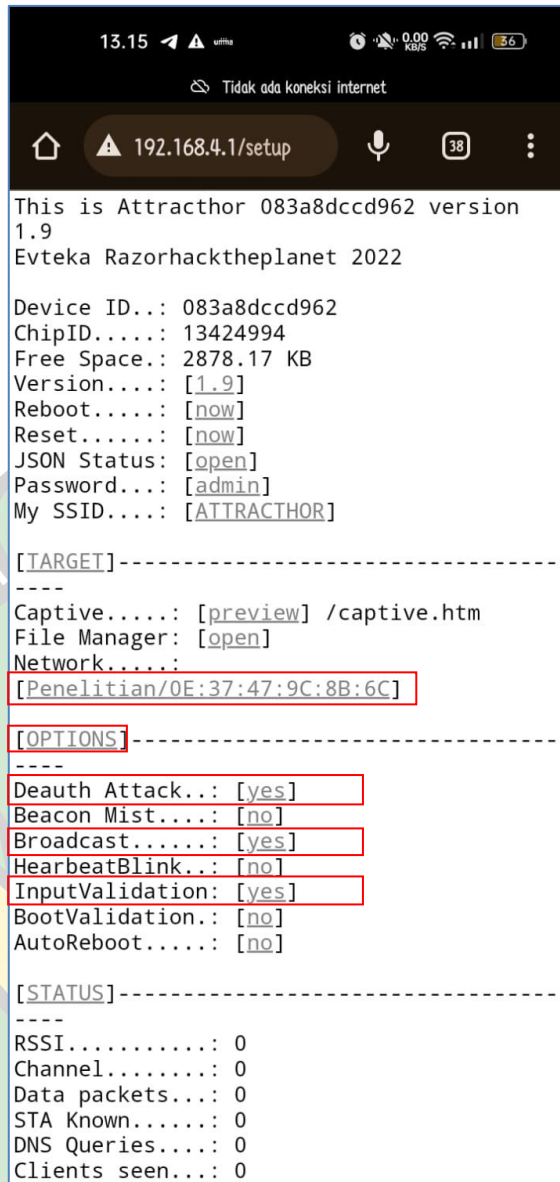 13.15 0.00 KB/S 36
Tidak ada koneksi internet
192.168.4.1/setup 38
This is Attracthor 083a8dccd962 version
1.9
Evteka Razorhacktheplanet 2022
Device ID..: 083a8dccd962
ChipID.....: 13424994
Free Space.: 2878.17 KB
Version....: [1.9]
Reboot.....: [now]
Reset......: [now]
JSON Status: [open]
Password...: [admin]
My SSID....: [ATTRACTHOR]
[TARGET]----------------------------------
----
Captive.....: [preview] /captive.htm
File Manager: [open]
Network.....:
[Penelitian/0E:37:47:9C:8B:6C]
[OPTIONS]---------------------------------
----
Deauth Attack..: [yes]
Beacon Mist....: [no]
Broadcast......: [yes]
HearbeatBlink..: [no]
InputValidation: [yes]
BootValidation.: [no]
AutoReboot.....: [no]
[STATUS]----------------------------------
----
RSSI...........: 0
Channel........: 0
Data packets...: 0
STA Known......: 0
DNS Queries....: 0
Clients seen...: 0